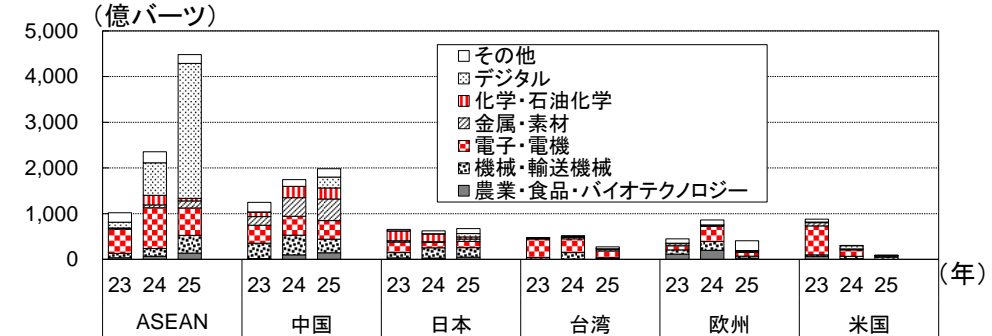 （億バーツ）
5,000
4,000
3,000
2,000
1,000
0
その他
デジタル
化学・石油化学
金属・素材
電子・電機
機械・輸送機械
農業・食品・バイオテクノロジー
23 24 25 23 24 25 23 24 25 23 24 25 23 24 25 23 24 25
（年）
ASEAN 中国 日本 台湾 欧州 米国